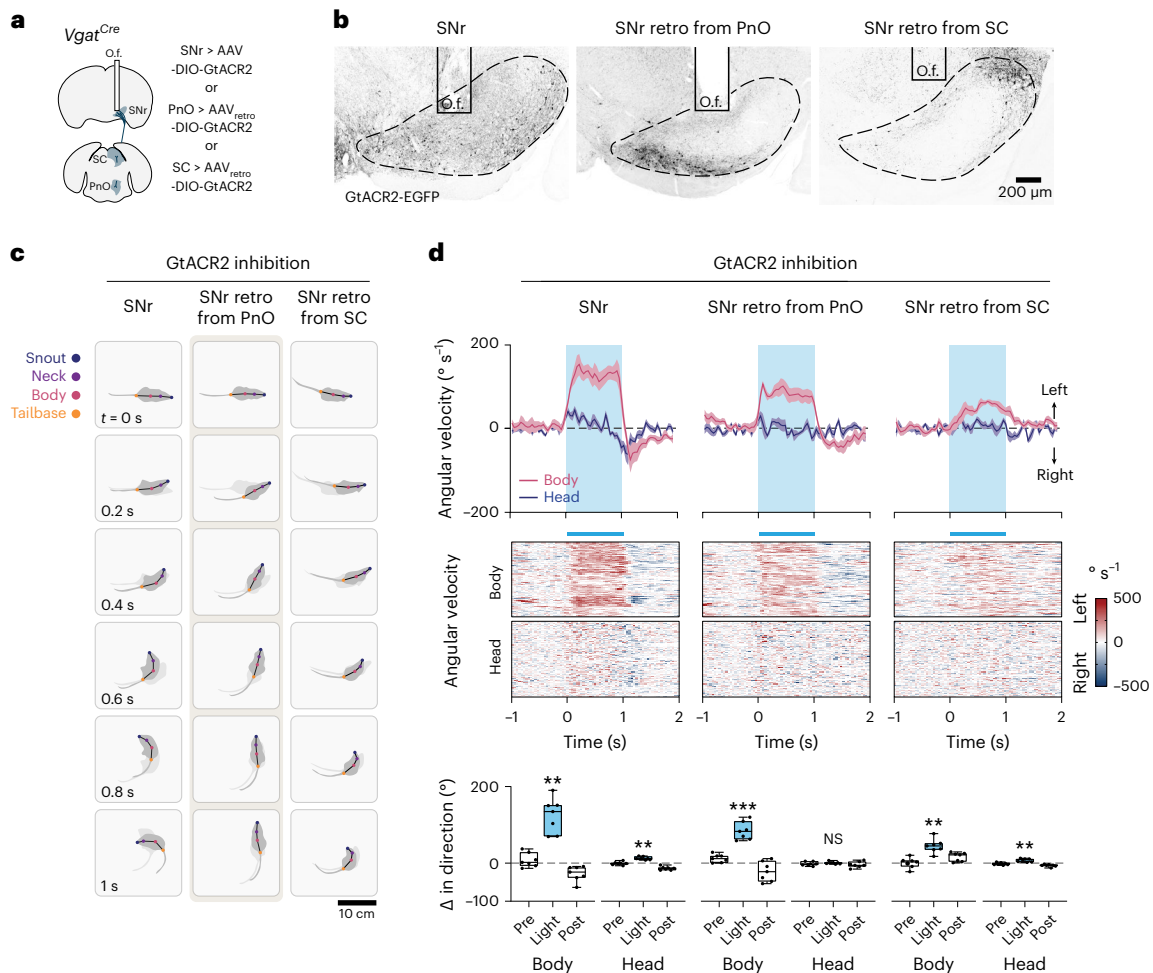 a
Vgat^Cre
O.f.
SNr
SC
PnO
SNr > AAV
-DIO-GtACR2
or
PnO > AAV_retro
-DIO-GtACR2
or
SC > AAV_retro
-DIO-GtACR2
b
SNr
SNr retro from PnO
SNr retro from SC
O.f.
O.f.
O.f.
GtACR2-EGFP
200 µm
c
GtACR2 inhibition
SNr
SNr retro
from PnO
SNr retro
from SC
Snout
Neck
Body
Tailbase
t = 0 s
0.2 s
0.4 s
0.6 s
0.8 s
1 s
10 cm
d
GtACR2 inhibition
SNr
SNr retro from PnO
SNr retro from SC
Angular velocity (° s⁻¹)
200
0
−200
Body
Head
Left
Right
Angular velocity
Body
Head
−1 0 1 2
−1 0 1 2
−1 0 1 2
Time (s)
Time (s)
Time (s)
° s⁻¹
Right Left
500
0
−500
Δ in direction (°)
200
0
−100
**
**
***
NS
**
**
Pre Light Post
Pre Light Post
Pre Light Post
Pre Light Post
Pre Light Post
Pre Light Post
Body Head
Body Head
Body Head